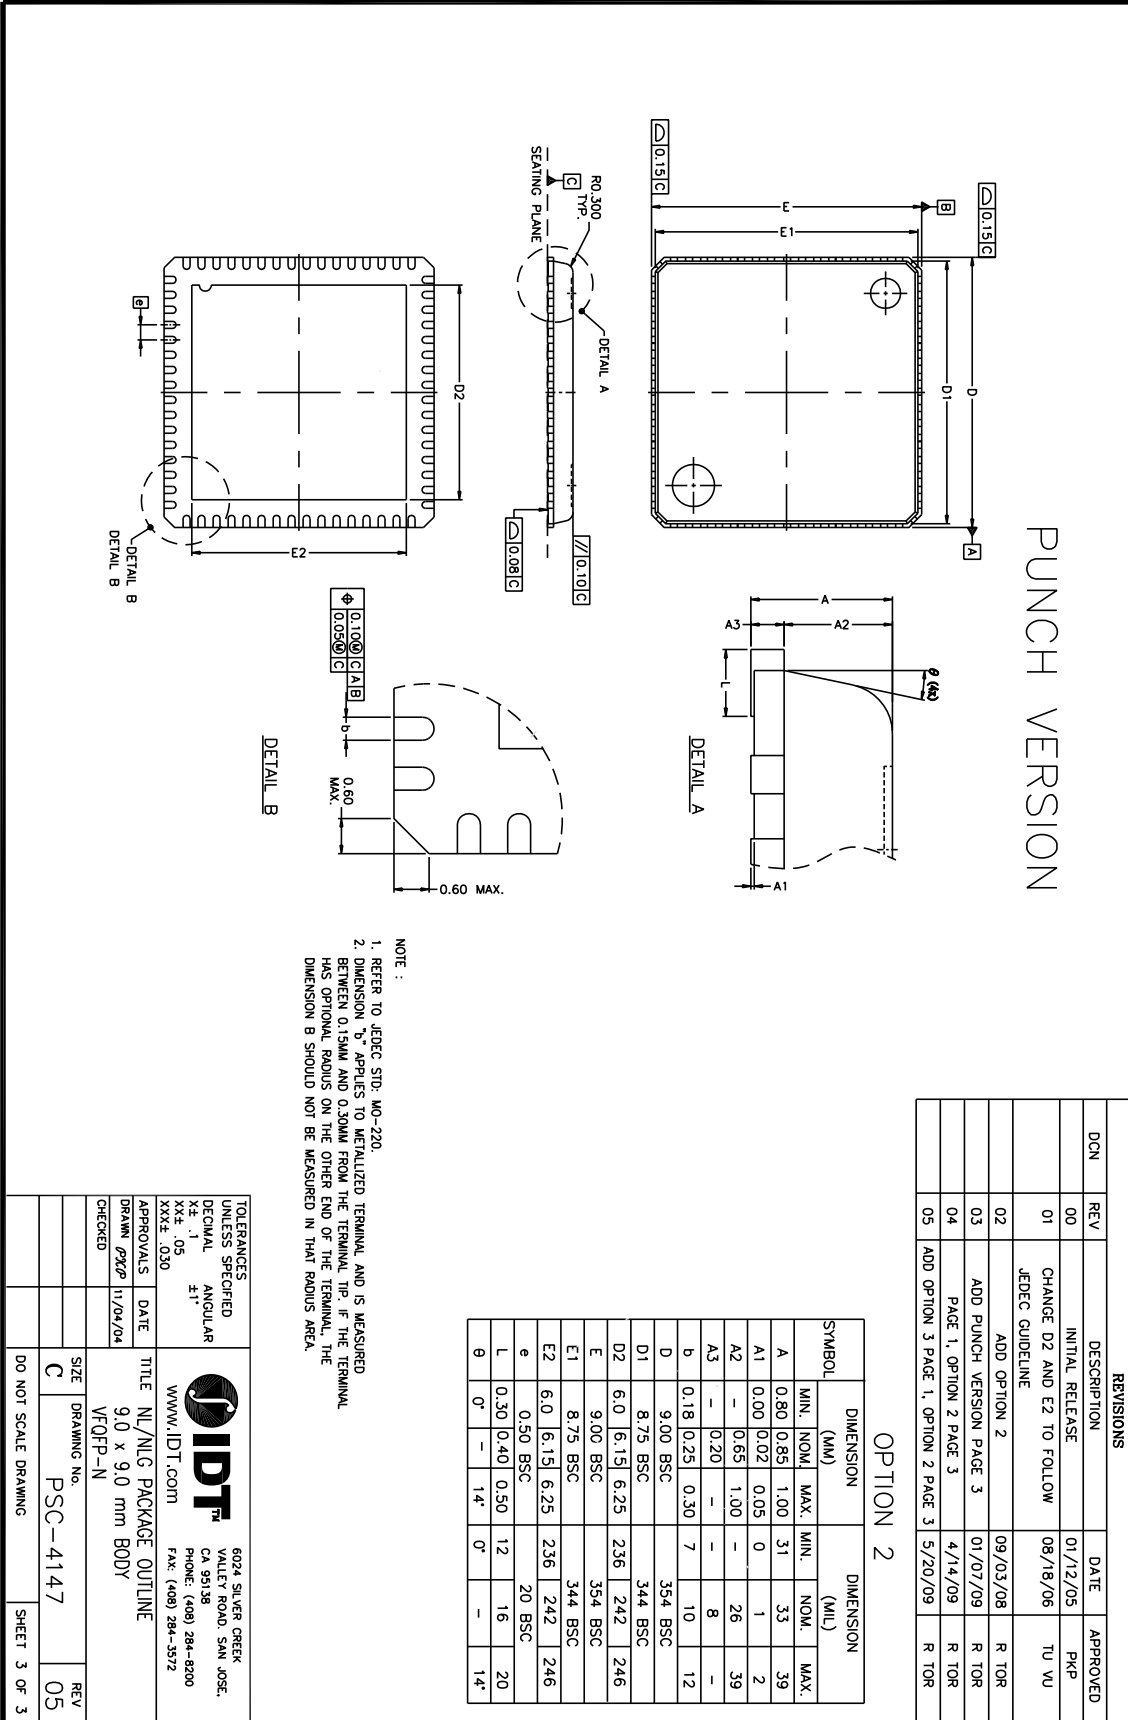 PUNCH VERSION
REVISIONS
DCN REV DESCRIPTION DATE APPROVED
00 INITIAL RELEASE 01/12/05 PKP
01 CHANGE D2 AND E2 TO FOLLOW JEDEC GUIDELINE 08/18/06 TU VU
02 ADD OPTION 2 09/03/08 R TOR
03 ADD PUNCH VERSION PAGE 3 01/07/09 R TOR
04 PAGE 1, OPTION 2 PAGE 3 4/14/09 R TOR
05 ADD OPTION 3 PAGE 1, OPTION 2 PAGE 3 5/20/09 R TOR
0.15 C
B
D
D1
A
E
E1
0.15 C
R0.300
TYP.
C
SEATING PLANE
DETAIL A
// 0.10 C
0.08 C
D2
E2
e
DETAIL B
DETAIL B
θ (4X)
A
A2
A3
L
A1
DETAIL A
⌖ 0.10Ⓜ C A B
0.05Ⓜ C
b
0.60
MAX.
0.60 MAX.
DETAIL B
OPTION 2
SYMBOL DIMENSION (MM) DIMENSION (MIL)
MIN. NOM. MAX. MIN. NOM. MAX.
A 0.80 0.85 1.00 31 33 39
A1 0.00 0.02 0.05 0 1 2
A2 – 0.65 1.00 – 26 39
A3 – 0.20 – – 8 –
b 0.18 0.25 0.30 7 10 12
D 9.00 BSC 354 BSC
D1 8.75 BSC 344 BSC
D2 6.0 6.15 6.25 236 242 246
E 9.00 BSC 354 BSC
E1 8.75 BSC 344 BSC
E2 6.0 6.15 6.25 236 242 246
e 0.50 BSC 20 BSC
L 0.30 0.40 0.50 12 16 20
θ 0° – 14° 0° – 14°
NOTE :
1. REFER TO JEDEC STD: MO-220.
2. DIMENSION "b" APPLIES TO METALLIZED TERMINAL AND IS MEASURED
BETWEEN 0.15MM AND 0.30MM FROM THE TERMINAL TIP. IF THE TERMINAL
HAS OPTIONAL RADIUS ON THE OTHER END OF THE TERMINAL, THE
DIMENSION B SHOULD NOT BE MEASURED IN THAT RADIUS AREA.
TOLERANCES
UNLESS SPECIFIED
DECIMAL ANGULAR
X± .1 ±1°
XX± .05
XXX± .030
APPROVALS DATE
DRAWN 11/04/04
CHECKED
IDT™
www.IDT.com
6024 SILVER CREEK
VALLEY ROAD, SAN JOSE,
CA 95138
PHONE: (408) 284-8200
FAX: (408) 284-3572
TITLE NL/NLG PACKAGE OUTLINE
9.0 x 9.0 mm BODY
VFQFP-N
SIZE DRAWING No. REV
C PSC-4147 05
DO NOT SCALE DRAWING SHEET 3 OF 3